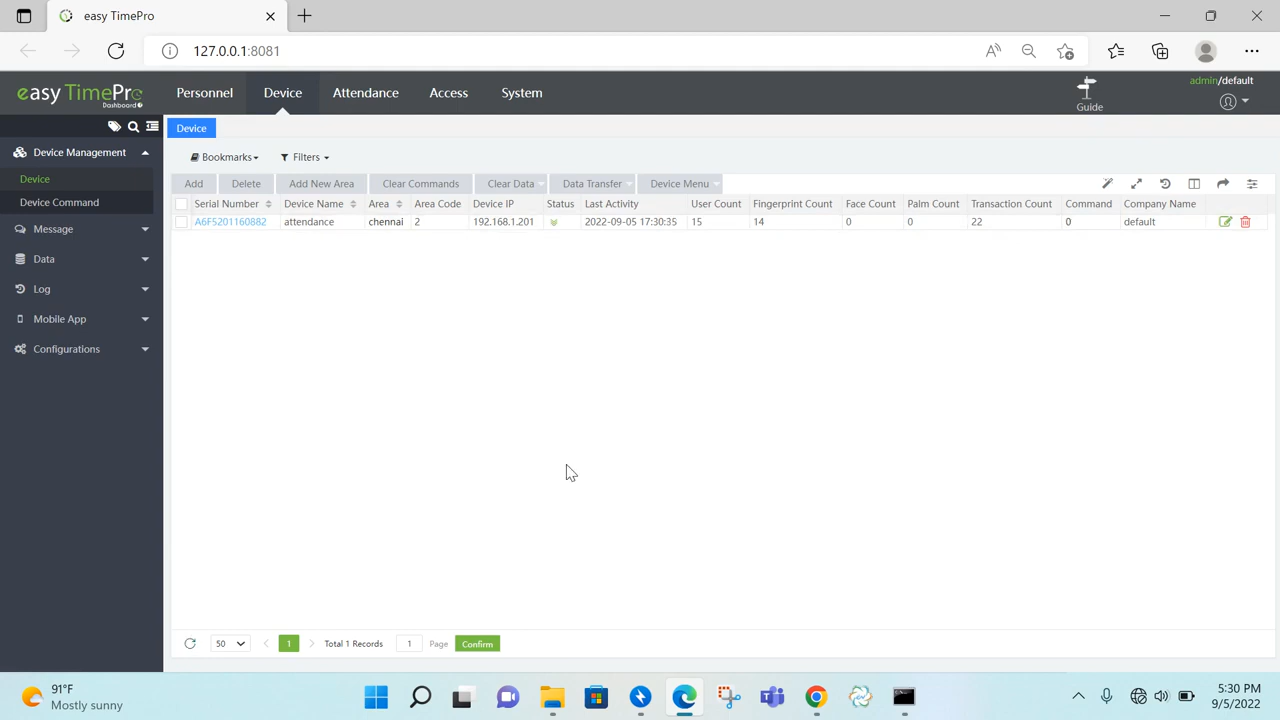 easy TimePro
127.0.0.1:8081
easy TimePro
Dashboard
Personnel
Device
Attendance
Access
System
Guide
admin/default
Device
Device Management
Device
Device Command
Message
Data
Log
Mobile App
Configurations
Bookmarks
Filters
Add
Delete
Add New Area
Clear Commands
Clear Data
Data Transfer
Device Menu
Serial Number Device Name Area Area Code Device IP Status Last Activity User Count Fingerprint Count Face Count Palm Count Transaction Count Command Company Name
A6F5201160882 attendance chennai 2 192.168.1.201 2022-09-05 17:30:35 15 14 0 0 22 0 default
50 1 Total 1 Records 1 Page Confirm
91°F
Mostly sunny
5:30 PM
9/5/2022